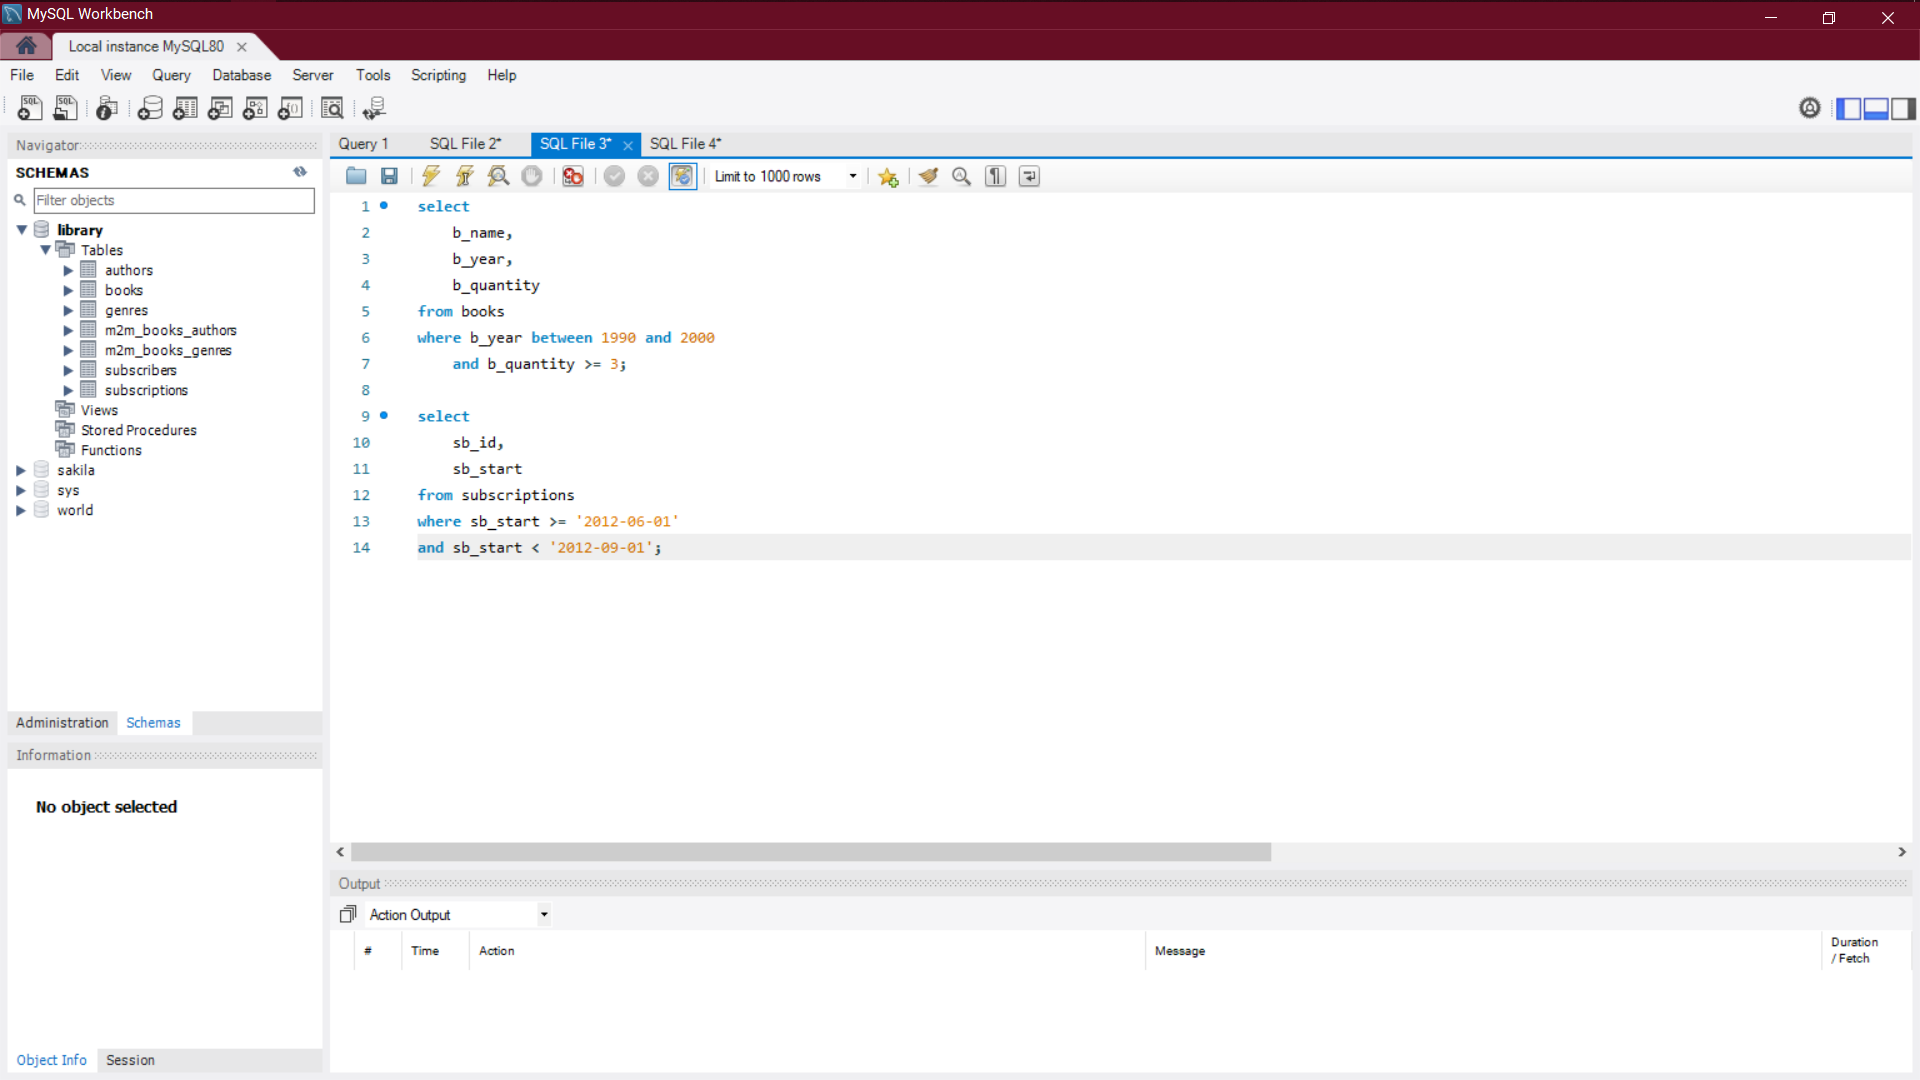 MySQL Workbench
Local instance MySQL80
File Edit View Query Database Server Tools Scripting Help
Navigator
SCHEMAS
Filter objects
library
Tables
authors
books
genres
m2m_books_authors
m2m_books_genres
subscribers
subscriptions
Views
Stored Procedures
Functions
sakila
sys
world
Administration Schemas
Information
No object selected
Object Info Session
Query 1 SQL File 2* SQL File 3* SQL File 4*
Limit to 1000 rows
1 select
2 b_name,
3 b_year,
4 b_quantity
5 from books
6 where b_year between 1990 and 2000
7 and b_quantity >= 3;
8
9 select
10 sb_id,
11 sb_start
12 from subscriptions
13 where sb_start >= '2012-06-01'
14 and sb_start < '2012-09-01';
Output
Action Output
# Time Action Message Duration / Fetch